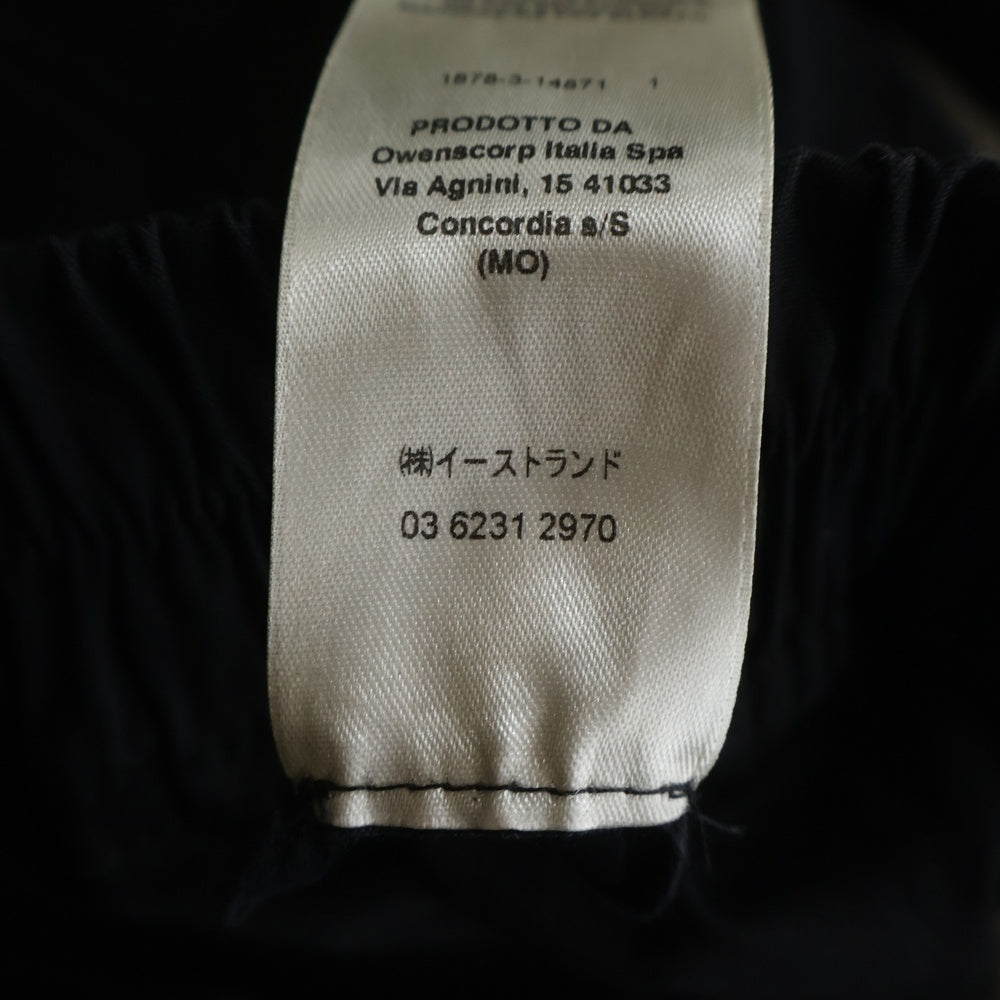 1878-3-14671 1
PRODOTTO DA
Owenscorp Italia Spa
Via Agnini, 15 41033
Concordia s/S
(MO)
㈱イーストランド
03 6231 2970